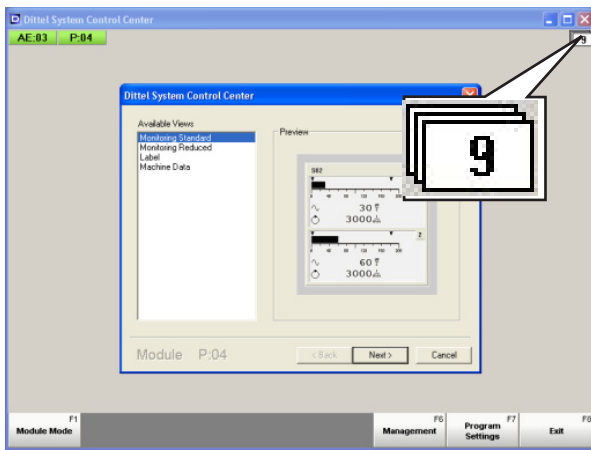 Dittel System Control Center
AE:03 P:04
9
Dittel System Control Center
Available Views
Monitoring Standard
Monitoring Reduced
Label
Machine Data
Preview
9
S82
30
3000
2
60
3000
Module P:04
< Back
Next >
Cancel
F1
Module Mode
F6
Management
F7
Program
Settings
F8
Exit